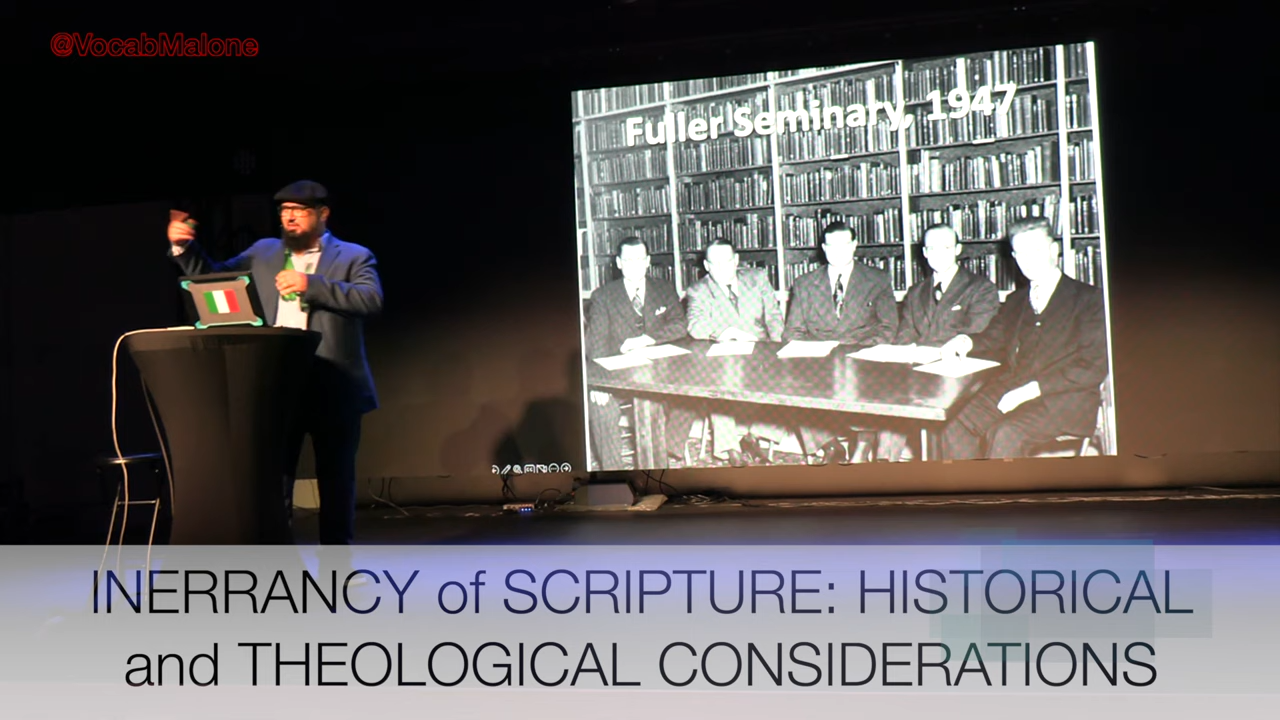 @VocabMalone
Fuller Seminary, 1947
INERRANCY of SCRIPTURE: HISTORICAL
and THEOLOGICAL CONSIDERATIONS